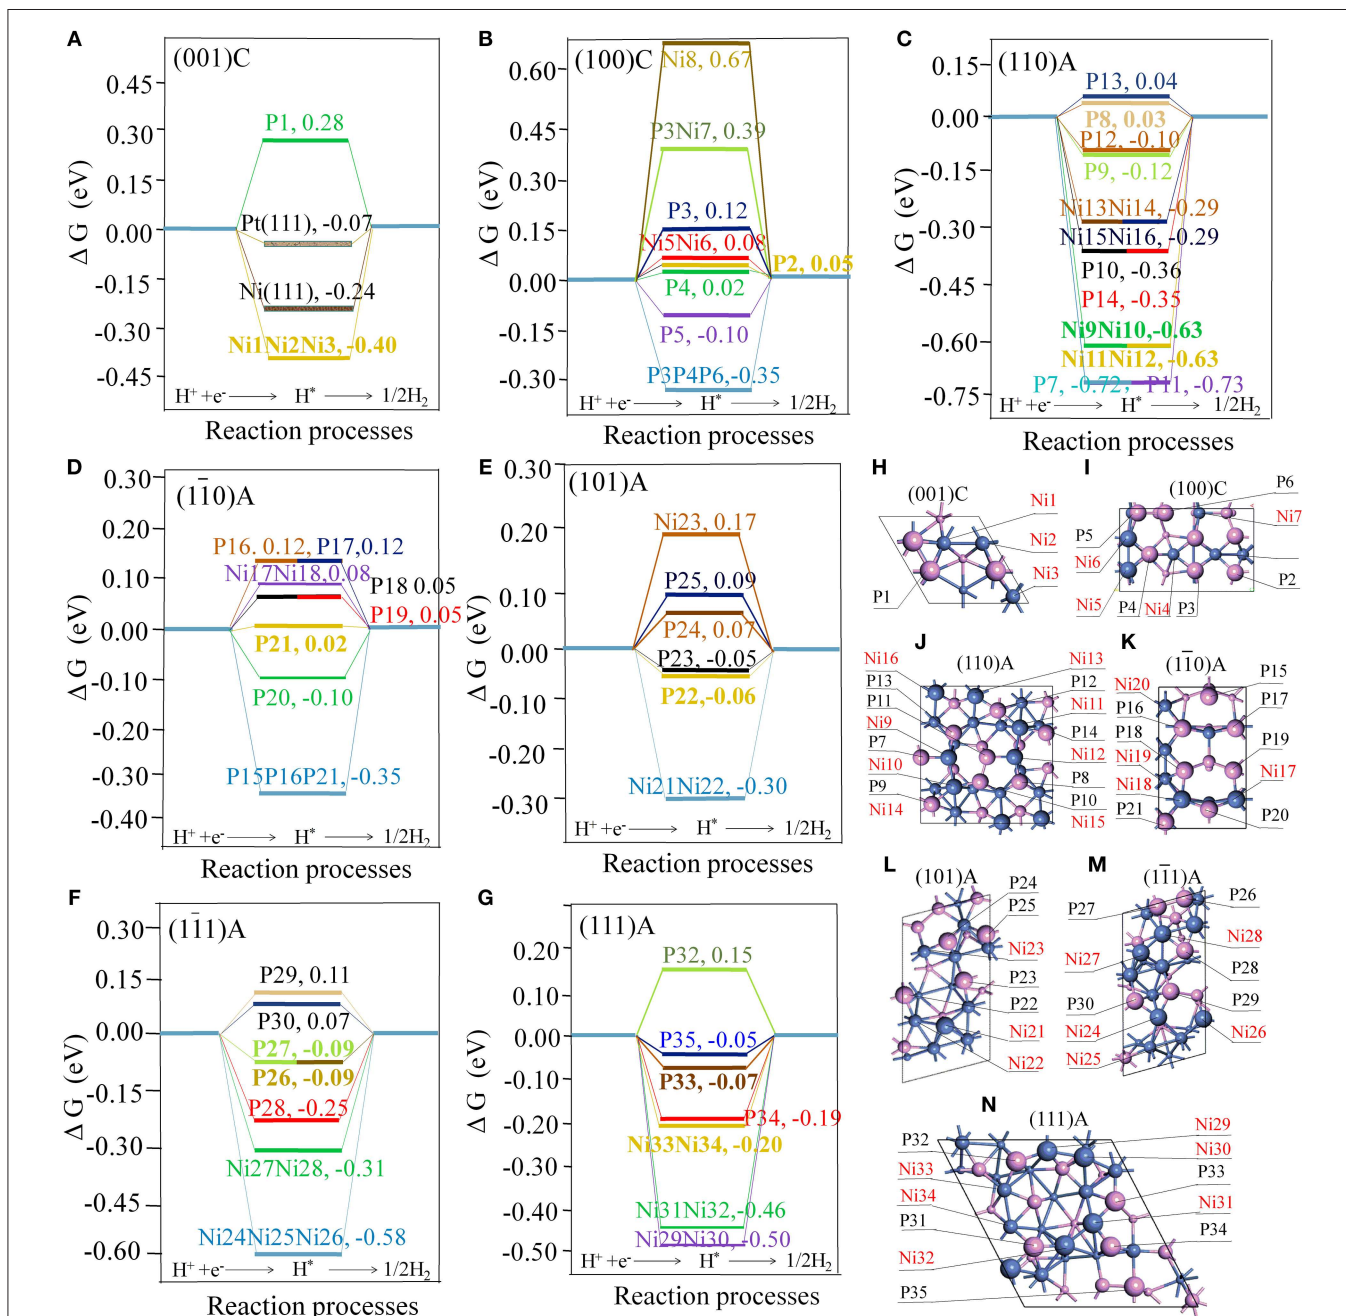 A
(001)C
0.45
0.30
0.15
0.00
-0.15
-0.30
-0.45
Δ G (eV)
P1, 0.28
Pt(111), -0.07
Ni(111), -0.24
Ni1Ni2Ni3, -0.40
H⁺ +e⁻ → H* → 1/2H₂
Reaction processes
B
(100)C
0.60
0.45
0.30
0.15
0.00
-0.15
-0.30
Δ G (eV)
Ni8, 0.67
P3Ni7, 0.39
P3, 0.12
Ni5Ni6, 0.08
P2, 0.05
P4, 0.02
P5, -0.10
P3P4P6, -0.35
H⁺ +e⁻ → H* → 1/2H₂
Reaction processes
C
(110)A
0.15
0.00
-0.15
-0.30
-0.45
-0.60
-0.75
Δ G (eV)
P13, 0.04
P8, 0.03
P12, -0.10
P9, -0.12
Ni13Ni14, -0.29
Ni15Ni16, -0.29
P10, -0.36
P14, -0.35
Ni9Ni10,-0.63
Ni11Ni12, -0.63
P7, -0.72, P11, -0.73
H⁺ +e⁻ → H* → 1/2H₂
Reaction processes
D
(11̅0)A
0.30
0.20
0.10
0.00
-0.10
-0.20
-0.30
-0.40
Δ G (eV)
P16. 0.12, P17,0.12
Ni17Ni18,0.08
P18 0.05
P19, 0.05
P21, 0.02
P20, -0.10
P15P16P21, -0.35
H⁺ +e⁻ → H* → 1/2H₂
Reaction processes
E
(101)A
0.30
0.20
0.10
0.00
-0.10
-0.20
-0.30
Δ G (eV)
Ni23, 0.17
P25, 0.09
P24, 0.07
P23, -0.05
P22,-0.06
Ni21Ni22, -0.30
H⁺ +e⁻ → H* → 1/2H₂
Reaction processes
F
(11̅1)A
0.30
0.15
0.00
-0.15
-0.30
-0.45
-0.60
Δ G (eV)
P29, 0.11
P30, 0.07
P27, -0.09
P26, -0.09
P28, -0.25
Ni27Ni28, -0.31
Ni24Ni25Ni26, -0.58
H⁺ +e⁻ → H* → 1/2H₂
Reaction processes
G
(111)A
0.20
0.10
0.00
-0.10
-0.20
-0.30
-0.40
-0.50
Δ G (eV)
P32, 0.15
P35, -0.05
P33, -0.07
P34, -0.19
Ni33Ni34, -0.20
Ni31Ni32,-0.46
Ni29Ni30, -0.50
H⁺ +e⁻ → H* → 1/2H₂
Reaction processes
H
(001)C
Ni1
Ni2
Ni3
P1
I
(100)C
P6
P5
Ni7
Ni6
P2
Ni5
P4
Ni4
P3
J
(110)A
Ni16
P13
P11
Ni9
P7
Ni10
P9
Ni14
Ni13
P12
Ni11
P14
Ni12
P8
P10
Ni15
K
(11̅0)A
Ni20
P16
P18
Ni19
Ni18
P21
P15
P17
P19
Ni17
P20
L
(101)A
P24
P25
Ni23
P23
P22
Ni21
Ni22
M
(11̅1)A
P27
Ni27
P30
Ni24
Ni25
P26
Ni28
P28
P29
Ni26
N
(111)A
P32
Ni33
Ni34
P31
Ni32
P35
Ni29
Ni30
P33
Ni31
P34